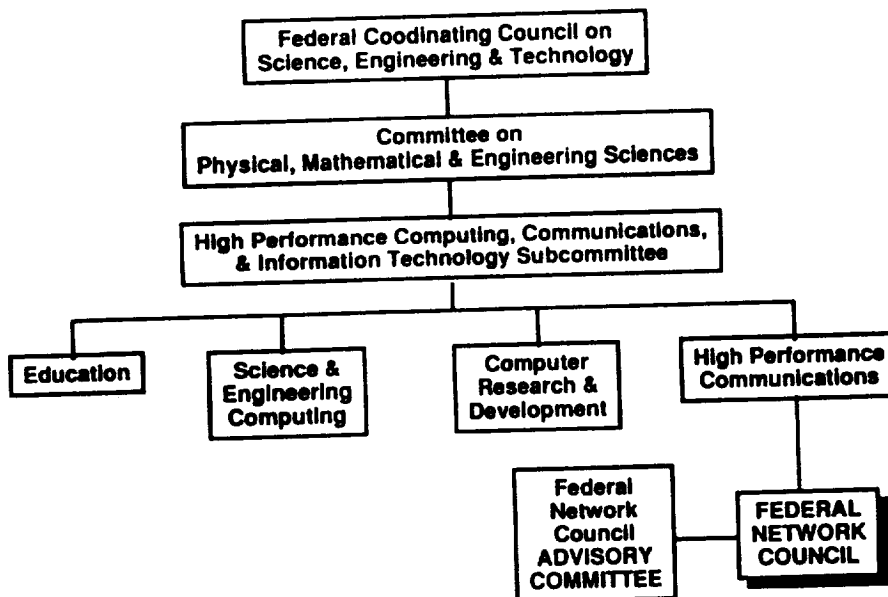 Federal Coodinating Council on
Science, Engineering & Technology
Committee on
Physical, Mathematical & Engineering Sciences
High Performance Computing, Communications,
& Information Technology Subcommittee
Education
Science &
Engineering
Computing
Computer
Research &
Development
High Performance
Communications
Federal
Network
Council
ADVISORY
COMMITTEE
FEDERAL
NETWORK
COUNCIL